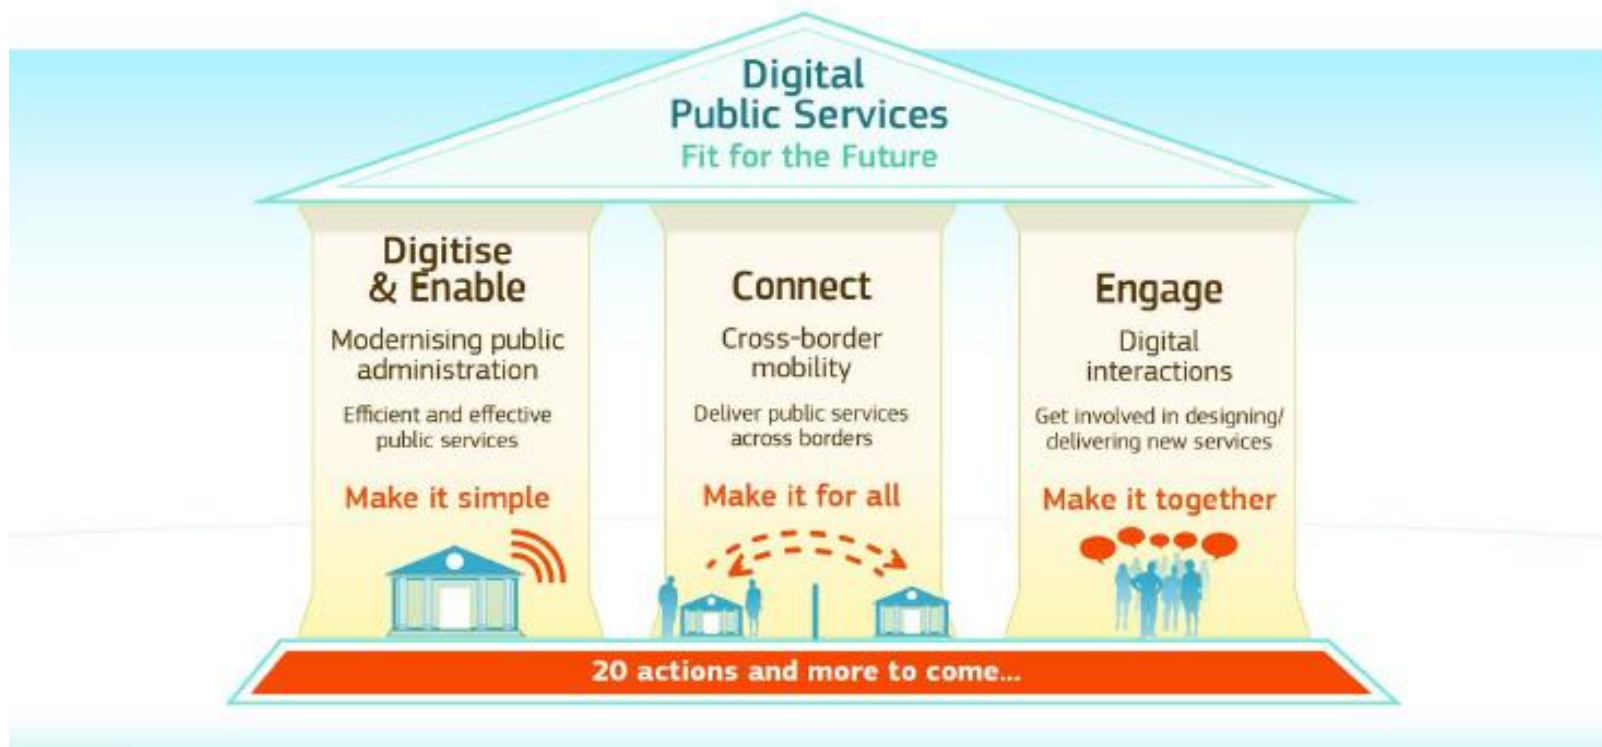 Digital
Public Services
Fit for the Future
Digitise
& Enable
Modernising public
administration
Efficient and effective
public services
Make it simple
Connect
Cross-border
mobility
Deliver public services
across borders
Make it for all
Engage
Digital
interactions
Get involved in designing/
delivering new services
Make it together
20 actions and more to come...